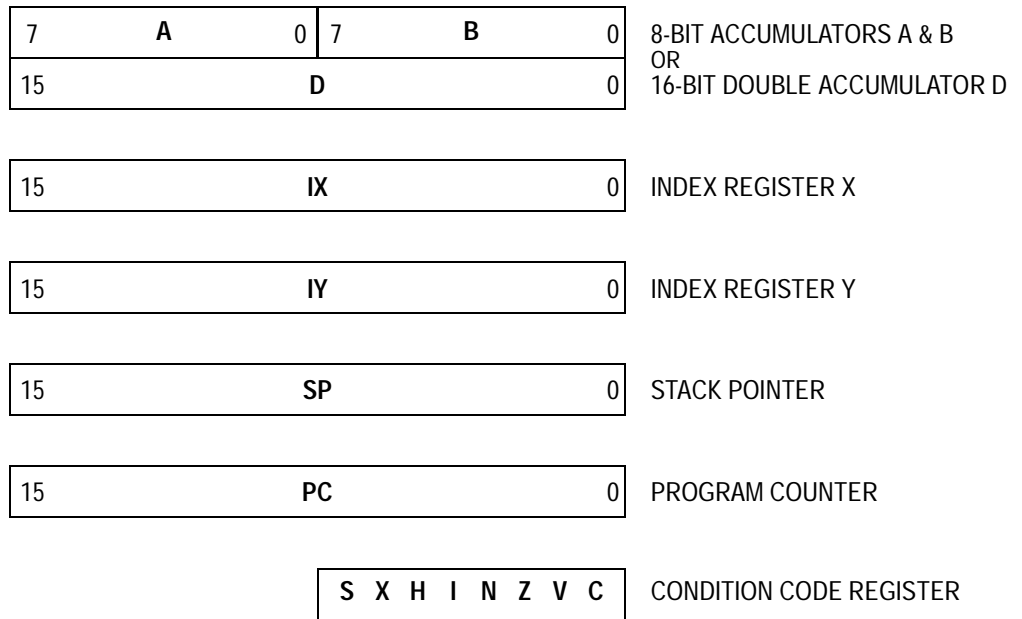 7 A 0 7 B 0 8-BIT ACCUMULATORS A & B
OR
15 D 0 16-BIT DOUBLE ACCUMULATOR D
15 IX 0 INDEX REGISTER X
15 IY 0 INDEX REGISTER Y
15 SP 0 STACK POINTER
15 PC 0 PROGRAM COUNTER
S X H I N Z V C CONDITION CODE REGISTER